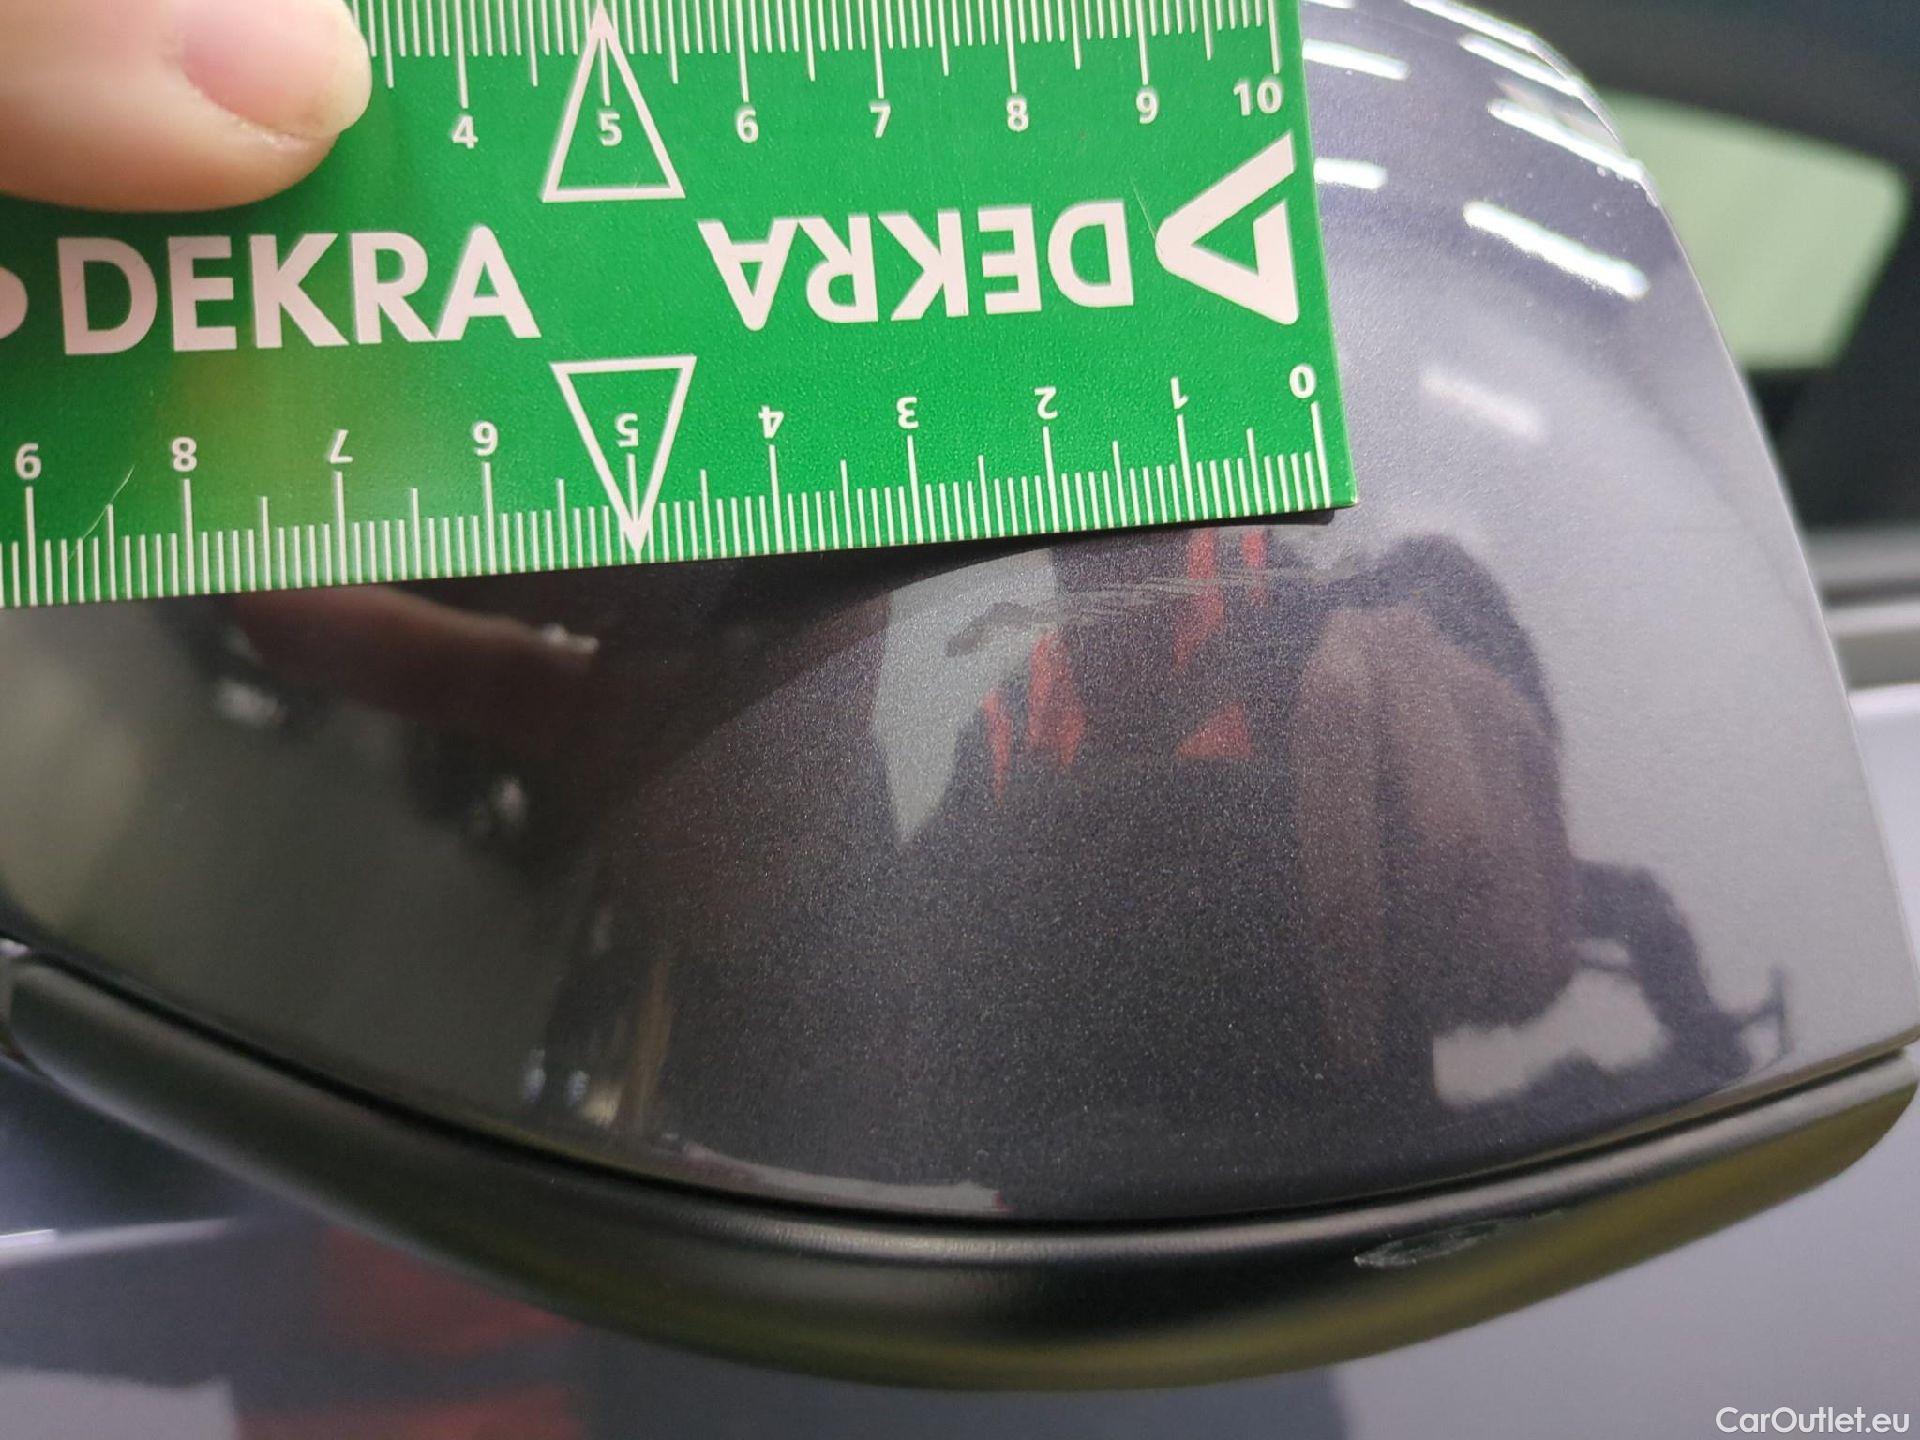 4 5 6 7 8 9 10
DEKRA DEKRA
9 8 7 6 5 4 3 2 1 0
CarOutlet.eu